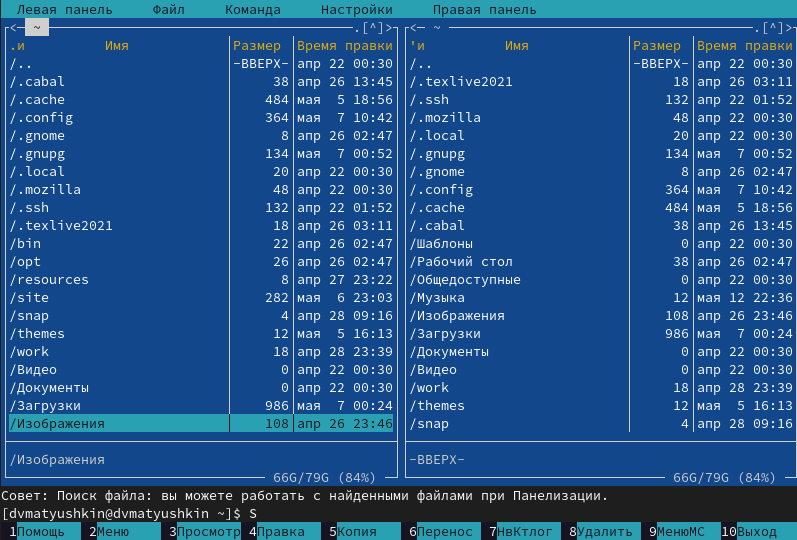 Левая панель Файл Команда Настройки Правая панель
<─ ~ .[^]> <─ ~ .[^]>
.и Имя Размер Время правки 'и Имя Размер Время правки
/.. -ВВЕРХ- апр 22 00:30 /.. -ВВЕРХ- апр 22 00:30
/.cabal 38 апр 26 13:45 /.texlive2021 18 апр 26 03:11
/.cache 484 мая 5 18:56 /.ssh 132 апр 22 01:52
/.config 364 мая 7 10:42 /.mozilla 48 апр 22 00:30
/.gnome 8 апр 26 02:47 /.local 20 апр 22 00:30
/.gnupg 134 мая 7 00:52 /.gnupg 134 мая 7 00:52
/.local 20 апр 22 00:30 /.gnome 8 апр 26 02:47
/.mozilla 48 апр 22 00:30 /.config 364 мая 7 10:42
/.ssh 132 апр 22 01:52 /.cache 484 мая 5 18:56
/.texlive2021 18 апр 26 03:11 /.cabal 38 апр 26 13:45
/bin 22 апр 26 02:47 /Шаблоны 0 апр 22 00:30
/opt 26 апр 26 02:47 /Рабочий стол 38 апр 26 02:47
/resources 8 апр 27 23:22 /Общедоступные 0 апр 22 00:30
/site 282 мая 6 23:03 /Музыка 12 мая 12 22:36
/snap 4 апр 28 09:16 /Изображения 108 апр 26 23:46
/themes 12 мая 5 16:13 /Загрузки 986 мая 7 00:24
/work 18 апр 28 23:39 /Документы 0 апр 22 00:30
/Видео 0 апр 22 00:30 /Видео 0 апр 22 00:30
/Документы 0 апр 22 00:30 /work 18 апр 28 23:39
/Загрузки 986 мая 7 00:24 /themes 12 мая 5 16:13
/Изображения 108 апр 26 23:46 /snap 4 апр 28 09:16
/Изображения -ВВЕРХ-
66G/79G (84%) 66G/79G (84%)
Совет: Поиск файла: вы можете работать с найденными файлами при Панелизации.
[dvmatyushkin@dvmatyushkin ~]$ S
1Помощь 2Меню 3Просмотр 4Правка 5Копия 6Перенос 7НвКтлог 8Удалить 9МенюMC 10Выход